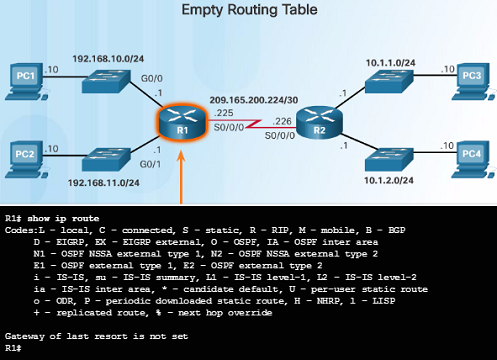 Empty Routing Table
192.168.10.0/24
10.1.1.0/24
.10
PC1
G0/0
.1
209.165.200.224/30
.225
.226
S0/0/0
S0/0/0
R1
R2
.1
.10
PC3
.10
PC2
.1
G0/1
192.168.11.0/24
.1
.10
PC4
10.1.2.0/24
R1# show ip route
Codes:L - local, C - connected, S - static, R - RIP, M - mobile, B - BGP
D - EIGRP, EX - EIGRP external, O - OSPF, IA - OSPF inter area
N1 - OSPF NSSA external type 1, N2 - OSPF NSSA external type 2
E1 - OSPF external type 1, E2 - OSPF external type 2
i - IS-IS, su - IS-IS summary, L1 - IS-IS level-1, L2 - IS-IS level-2
ia - IS-IS inter area, * - candidate default, U - per-user static route
o - ODR, P - periodic downloaded static route, H - NHRP, l - LISP
+ - replicated route, % - next hop override
Gateway of last resort is not set
R1#